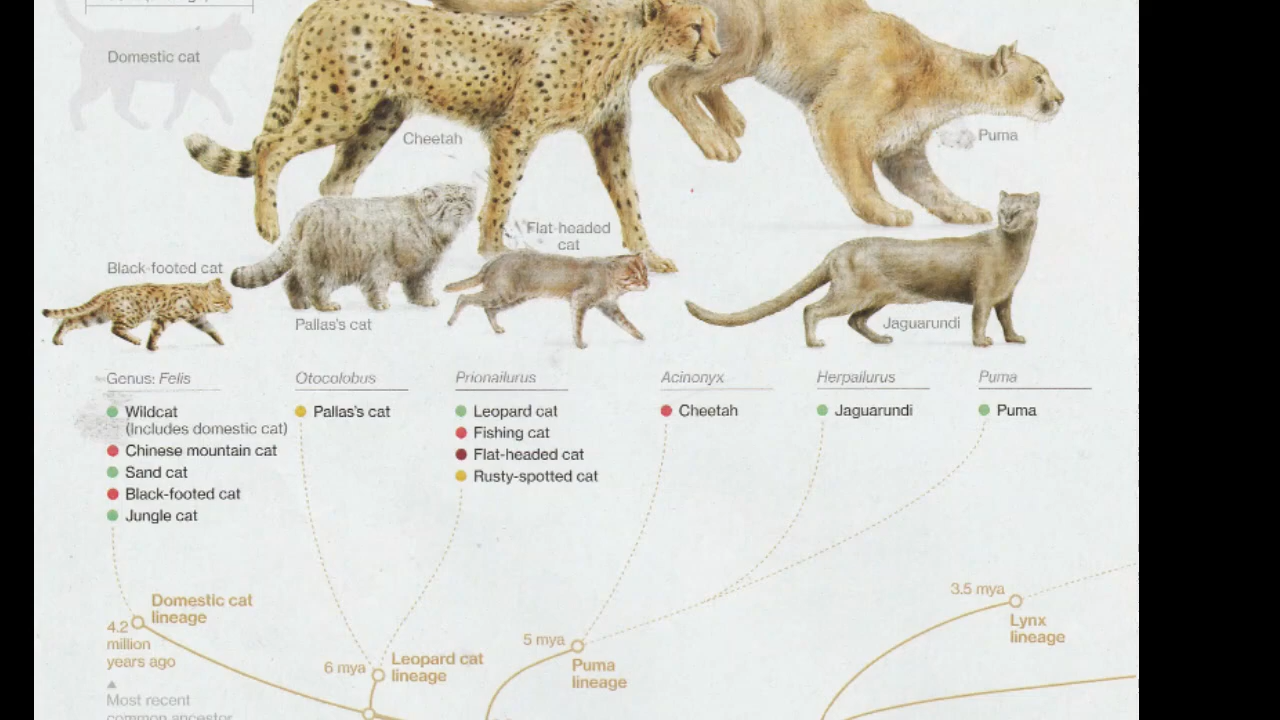 Domestic cat
Cheetah
Puma
Flat-headed
cat
Black-footed cat
Pallas's cat
Jaguarundi
Genus: Felis
Wildcat
(Includes domestic cat)
Chinese mountain cat
Sand cat
Black-footed cat
Jungle cat
Otocolobus
Pallas's cat
Prionailurus
Leopard cat
Fishing cat
Flat-headed cat
Rusty-spotted cat
Acinonyx
Cheetah
Herpailurus
Jaguarundi
Puma
Puma
Domestic cat
lineage
4.2
million
years ago
Most recent
common ancestor
6 mya
Leopard cat
lineage
5 mya
Puma
lineage
3.5 mya
Lynx
lineage